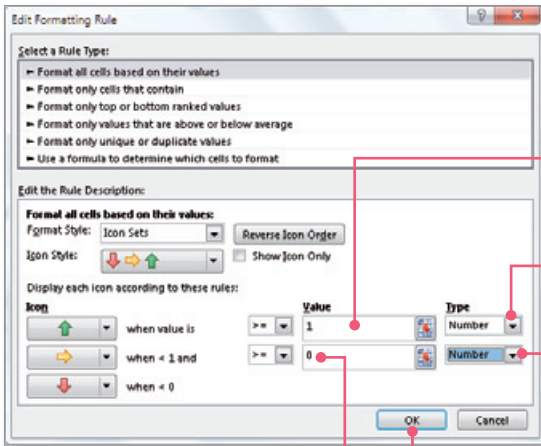 Edit Formatting Rule
Select a Rule Type:
► Format all cells based on their values
► Format only cells that contain
► Format only top or bottom ranked values
► Format only values that are above or below average
► Format only unique or duplicate values
► Use a formula to determine which cells to format
Edit the Rule Description:
Format all cells based on their values:
Format Style: Icon Sets Reverse Icon Order
Icon Style: Show Icon Only
Display each icon according to these rules:
Icon Value Type
when value is >= 1 Number
when < 1 and >= 0 Number
when < 0
OK Cancel